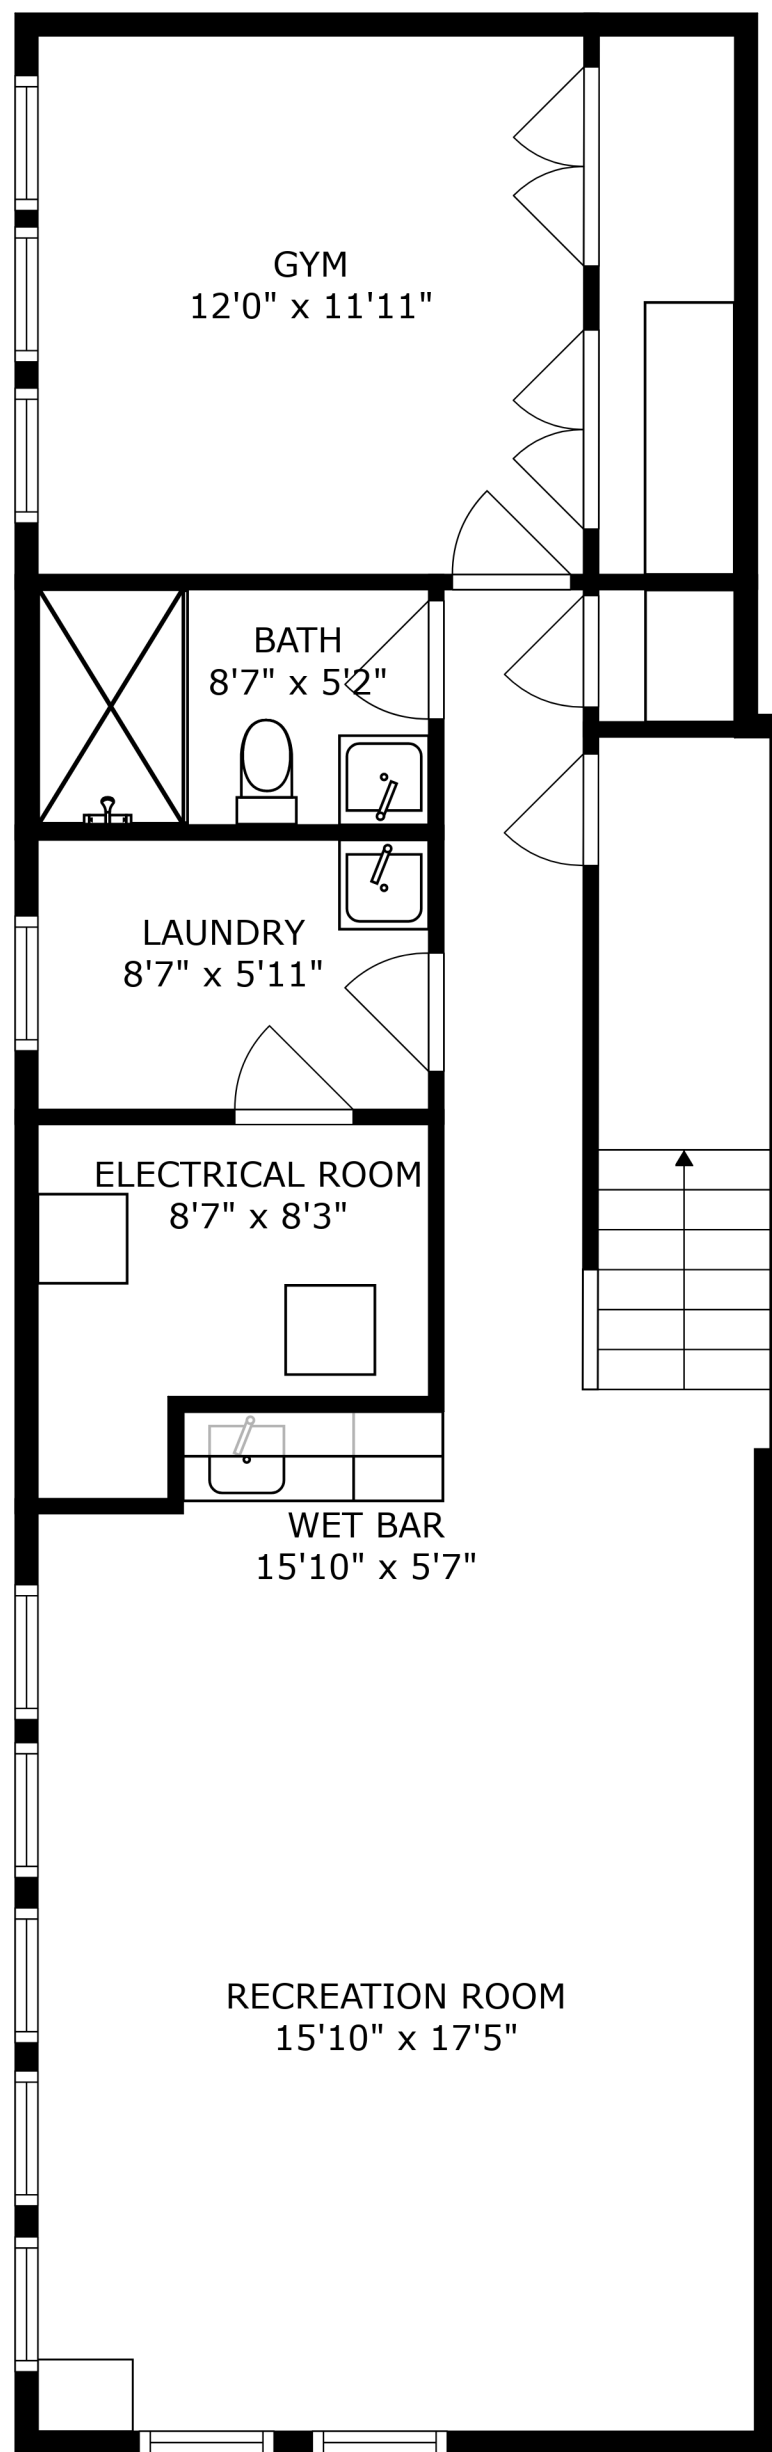 GYM
12'0" x 11'11"
BATH
8'7" x 5'2"
LAUNDRY
8'7" x 5'11"
ELECTRICAL ROOM
8'7" x 8'3"
WET BAR
15'10" x 5'7"
RECREATION ROOM
15'10" x 17'5"